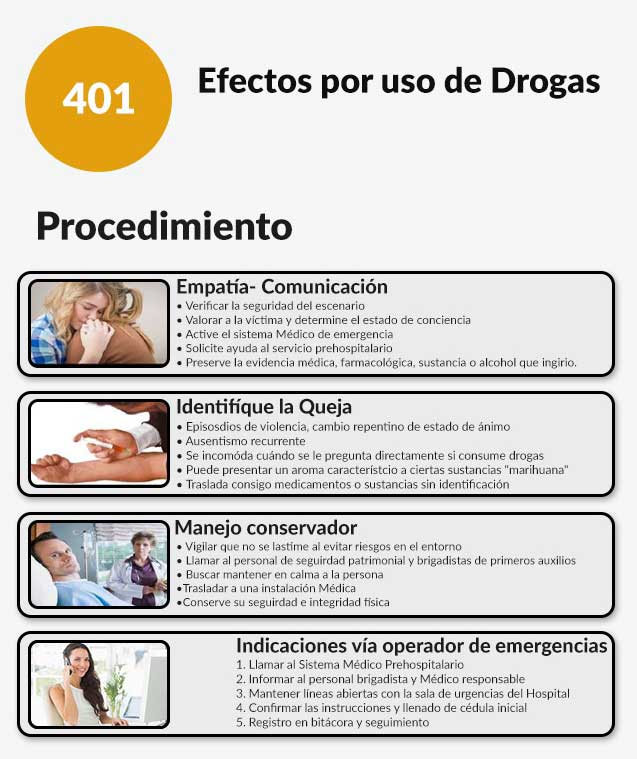 401
Efectos por uso de Drogas
Procedimiento
Empatía- Comunicación
• Verificar la seguridad del escenario
• Valorar a la víctima y determine el estado de conciencia
• Active el sistema Médico de emergencia
• Solicite ayuda al servicio prehospitalario
• Preserve la evidencia médica, farmacológica, sustancia o alcohol que ingirio.
Identifíque la Queja
• Episosdios de violencia, cambio repentino de estado de ánimo
• Ausentismo recurrente
• Se incomóda cuándo se le pregunta directamente si consume drogas
• Puede presentar un aroma característcio a ciertas sustancias "marihuana"
• Traslada consigo medicamentos o sustancias sin identificación
Manejo conservador
• Vigilar que no se lastime al evitar riesgos en el entorno
• Llamar al personal de seguirdad patrimonial y brigadistas de primeros auxilios
• Buscar mantener en calma a la persona
•Trasladar a una instalación Médica
•Conserve su seguirdad e integridad física
Indicaciones vía operador de emergencias
1. Llamar al Sistema Médico Prehospitalario
2. Informar al personal brigadista y Médico responsable
3. Mantener líneas abiertas con la sala de urgencias del Hospital
4. Confirmar las instrucciones y llenado de cédula inicial
5. Registro en bitácora y seguimiento